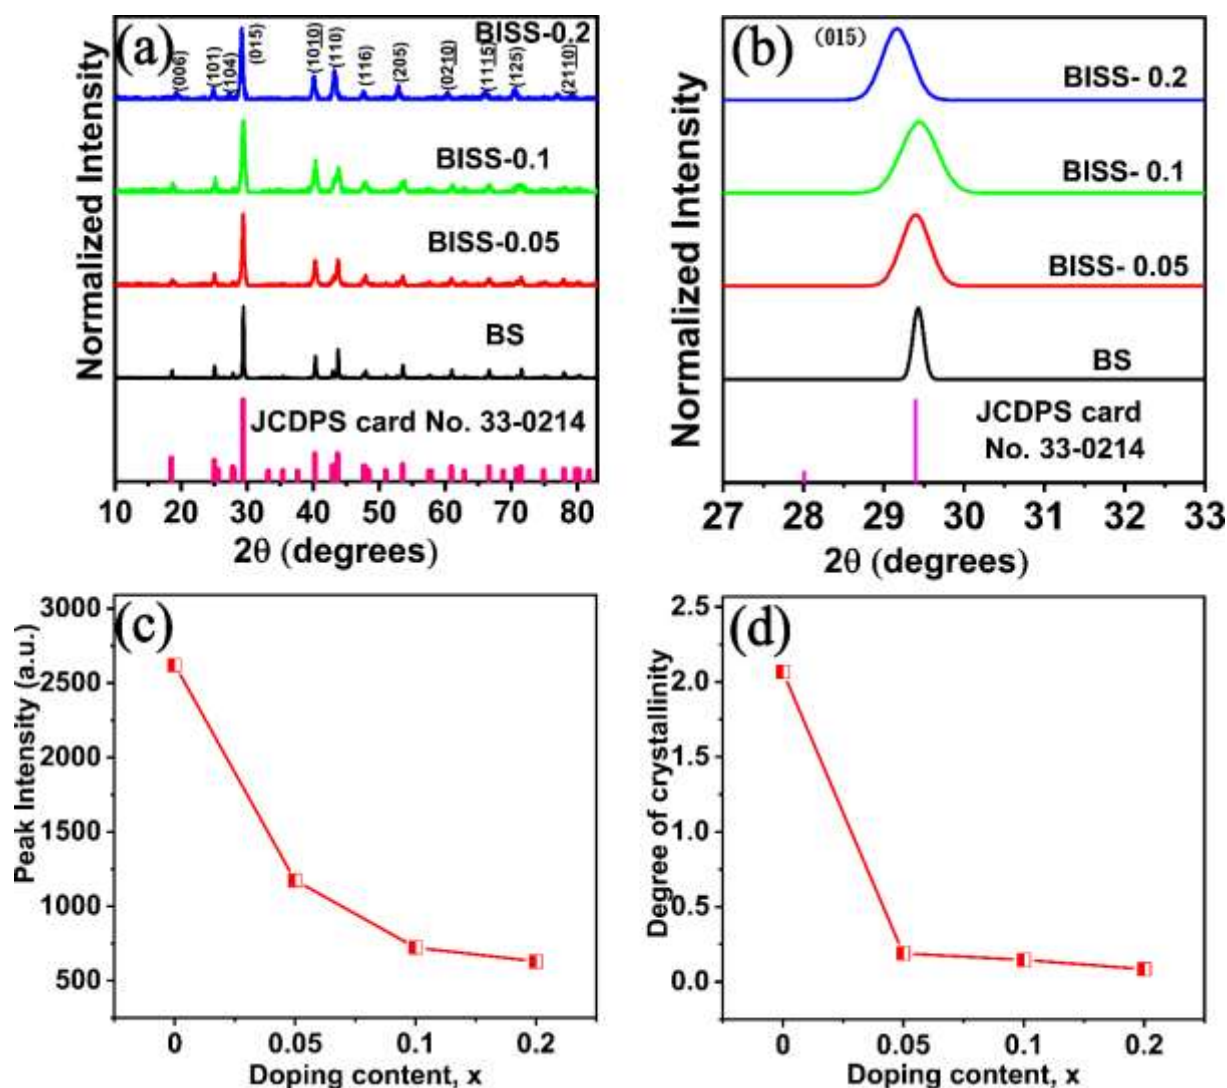 (a)
Normalized Intensity
(006)
(101)
(104)
(015)
(1010)
(110)
(116)
(205)
(0210)
(1115)
(125)
(2110)
BISS-0.2
BISS-0.1
BISS-0.05
BS
JCDPS card No. 33-0214
10 20 30 40 50 60 70 80
2θ (degrees)
(b)
Normalized Intensity
(015)
BISS- 0.2
BISS- 0.1
BISS- 0.05
BS
JCDPS card
No. 33-0214
27 28 29 30 31 32 33
2θ (degrees)
(c)
Peak Intensity (a.u.)
3000
2500
2000
1500
1000
500
0 0.05 0.1 0.2
Doping content, x
(d)
Degree of crystallinity
2.5
2.0
1.5
1.0
0.5
0.0
0 0.05 0.1 0.2
Doping content, x